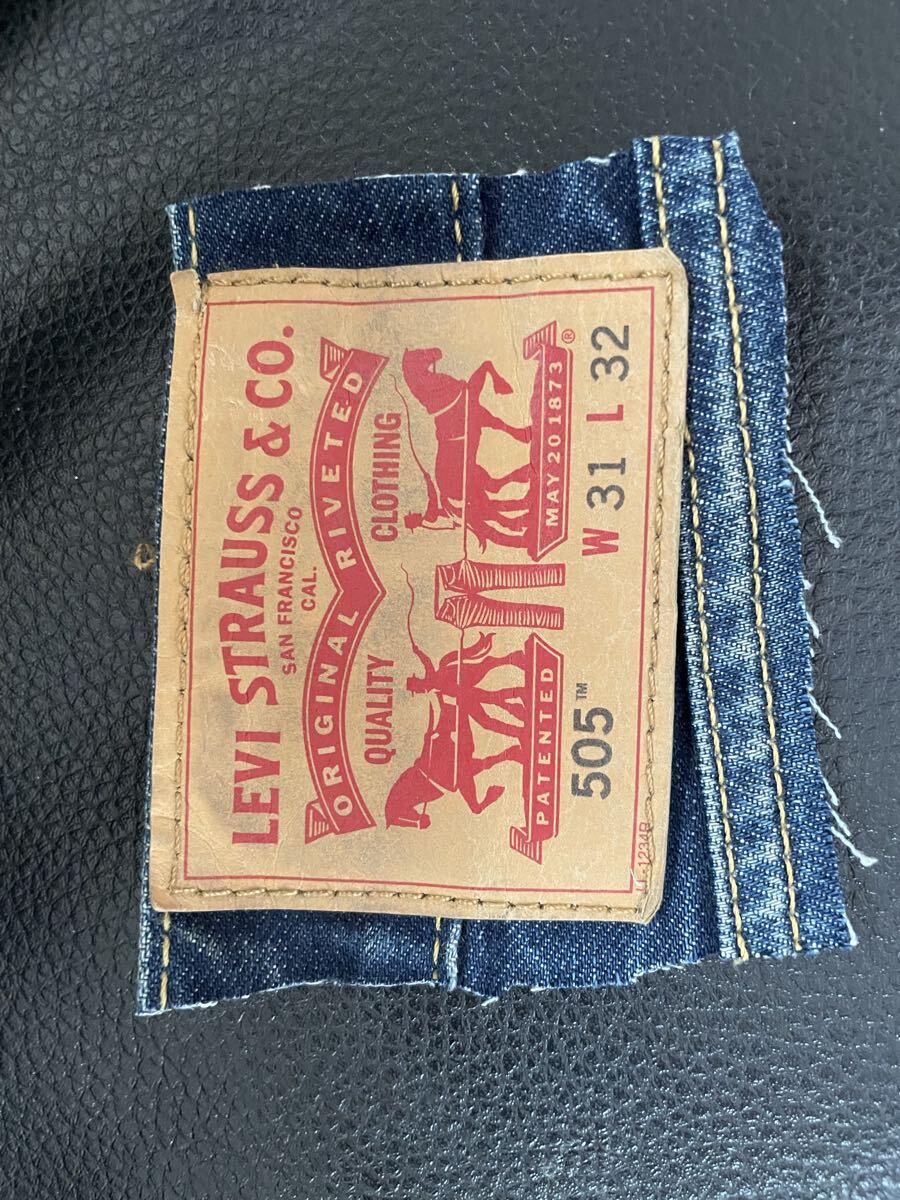 LEVI STRAUSS & CO.
SAN FRANCISCO
CAL.
ORIGINAL RIVETED
QUALITY CLOTHING
PATENTED MAY 20 1873 ®
505™ W 31 L 32